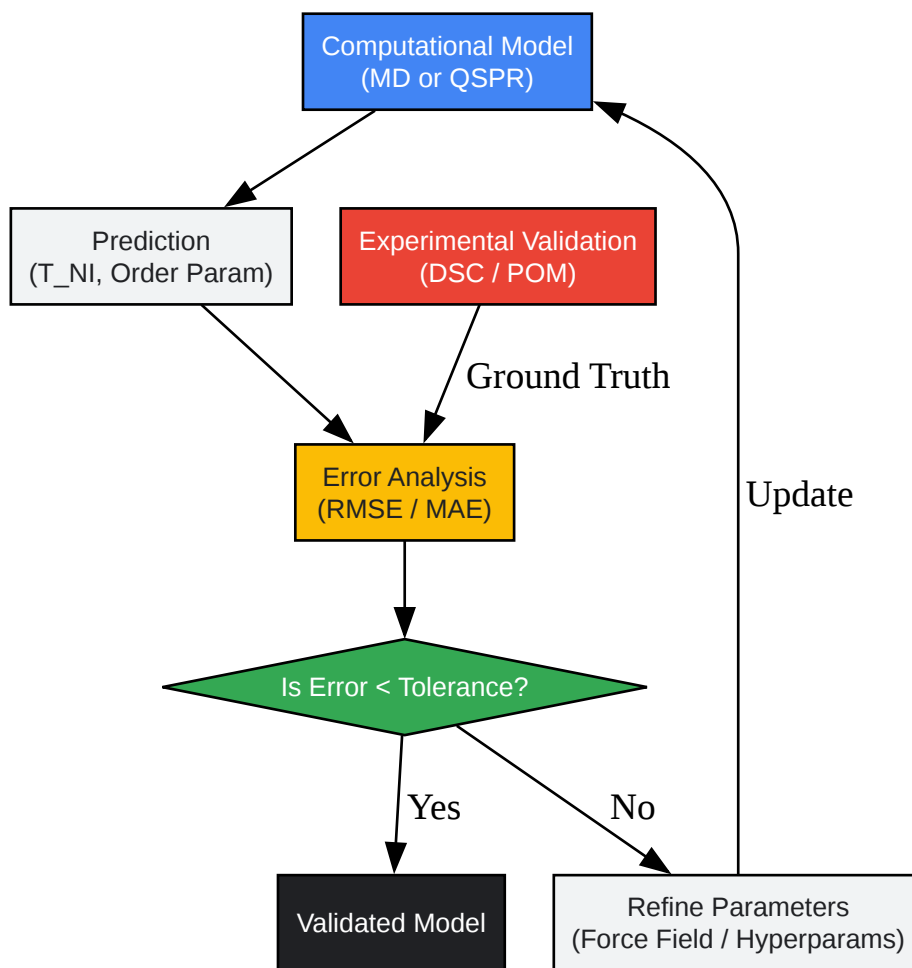 Computational Model
(MD or QSPR)
Prediction
(T_NI, Order Param)
Experimental Validation
(DSC / POM)
Ground Truth
Error Analysis
(RMSE / MAE)
Update
Is Error < Tolerance?
Yes
No
Validated Model
Refine Parameters
(Force Field / Hyperparams)